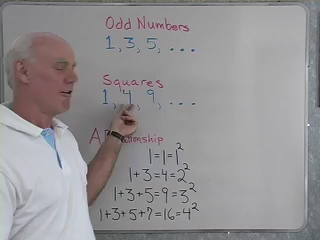 Odd Numbers
1, 3, 5, ...
Squares
1, 4, 9, ...
A
1=1=1²
1+3=4=2²
1+3+5=9=3²
1+3+5+7=16=4²